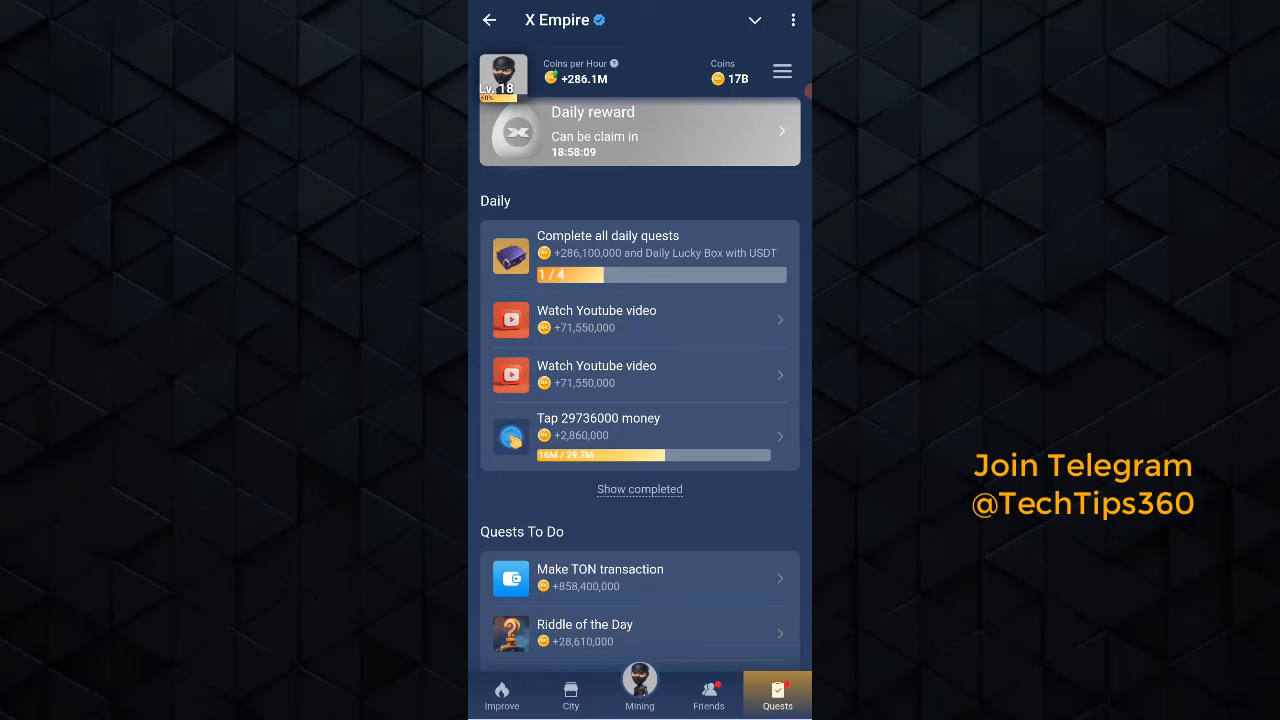 X Empire
Coins per Hour ?
+286.1M
Coins
17B
Lv. 18
68%
Daily reward
Can be claim in
18:58:09
Daily
Complete all daily quests
+286,100,000 and Daily Lucky Box with USDT
1 / 4
Watch Youtube video
+71,550,000
Watch Youtube video
+71,550,000
Tap 29736000 money
+2,860,000
16M / 29.7M
Show completed
Join Telegram
@TechTips360
Quests To Do
Make TON transaction
+858,400,000
Riddle of the Day
+28,610,000
Improve
City
Mining
Friends
Quests